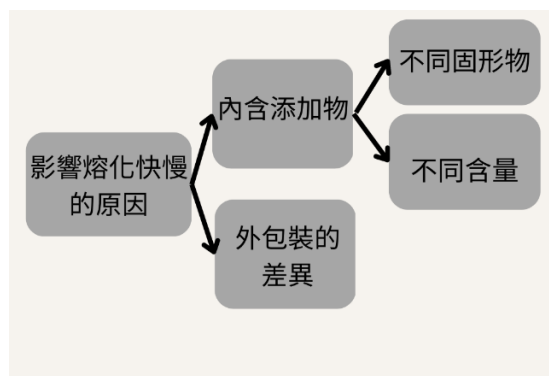 影響熔化快慢
的原因
內含添加物
不同固形物
不同含量
外包裝的
差異